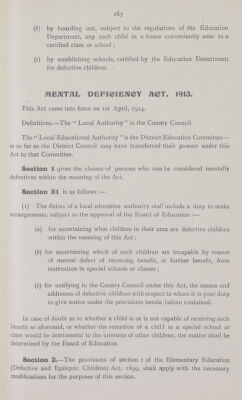 163
(b) by boarding out, subject to the regulations of the Education
Department, any such child in a house conveniently near to a
certified class or school;
(c) by establishing schools, certified by the Education Department
for defective children.
MENTAL DEFICIENCY ACT, 1913.
This Act came into force on 1st April, 1914.
Definitions.—The "Local Authority" is the County Council.
The "Local Educational Authority" is the District Education Committee—
in so far as the District Council may have transferred their powers under this
Act to that Committee.
Section 1 gives the classes of persons who can be considered mentally
defectives within the meaning of the Act.
Section 31 is as follows:—
(1) The duties of a local education authority shall include a duty to make
arrangements, subject to the approval of the Board of Education:—
(a) for ascertaining what children in their area are defective children
within the meaning of this Act;
(b) for ascertaining which of such children are incapable by reason
of mental defect of receiving benefit, or further benefit, from
instruction in special schools or classes;
(c) for notifying to the County Council under this Act, the names and
addresses of defective children with respect to whom it is your duty
to give notice under the provisions herein-before contained.
In case of doubt as to whether a child is or is not capable of receiving such
benefit as aforesaid, or whether the retention of a child in a special school or
class would be detrimental to the interests of other children, the matter shall be
determined by the Board of Education.
Section 2.—The provisions of section 1 of the Elementary Education
(Defective and Epileptic Children) Act, 1899, shall apply with the necessary
modifications for the purposes of this section.